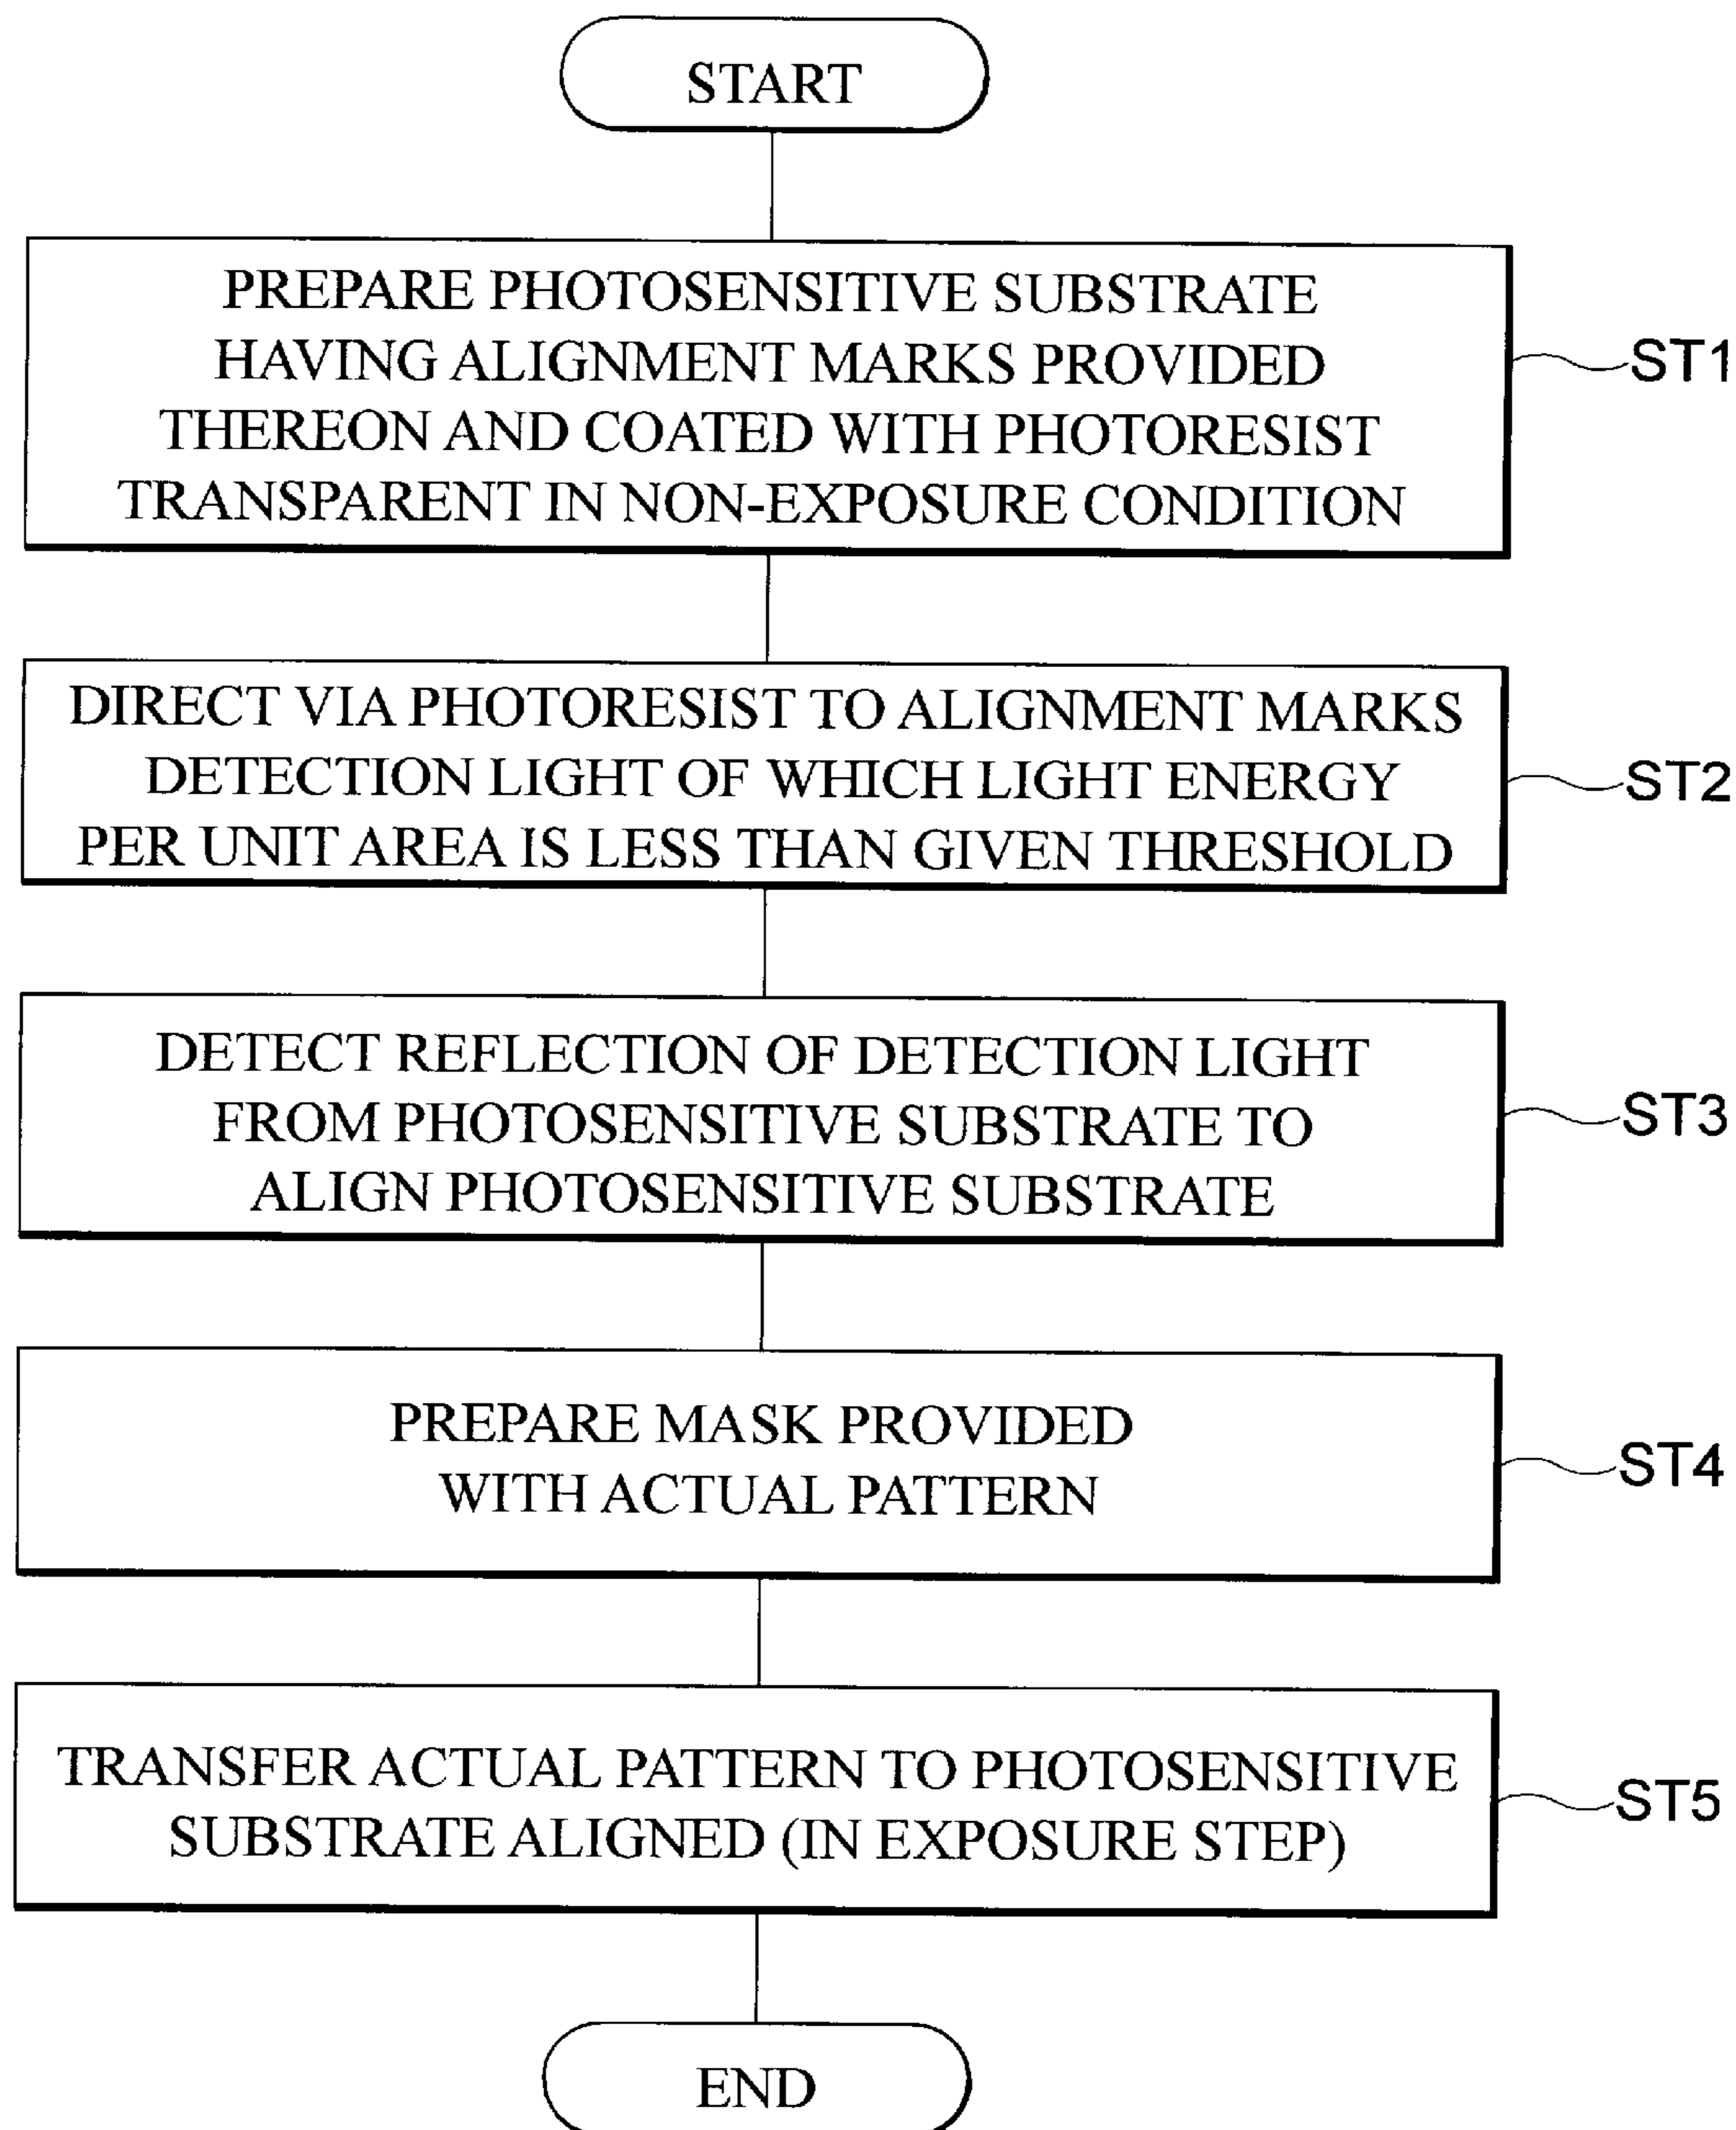 START
PREPARE PHOTOSENSITIVE SUBSTRATE
HAVING ALIGNMENT MARKS PROVIDED
THEREON AND COATED WITH PHOTORESIST
TRANSPARENT IN NON-EXPOSURE CONDITION
ST1
DIRECT VIA PHOTORESIST TO ALIGNMENT MARKS
DETECTION LIGHT OF WHICH LIGHT ENERGY
PER UNIT AREA IS LESS THAN GIVEN THRESHOLD
ST2
DETECT REFLECTION OF DETECTION LIGHT
FROM PHOTOSENSITIVE SUBSTRATE TO
ALIGN PHOTOSENSITIVE SUBSTRATE
ST3
PREPARE MASK PROVIDED
WITH ACTUAL PATTERN
ST4
TRANSFER ACTUAL PATTERN TO PHOTOSENSITIVE
SUBSTRATE ALIGNED (IN EXPOSURE STEP)
ST5
END